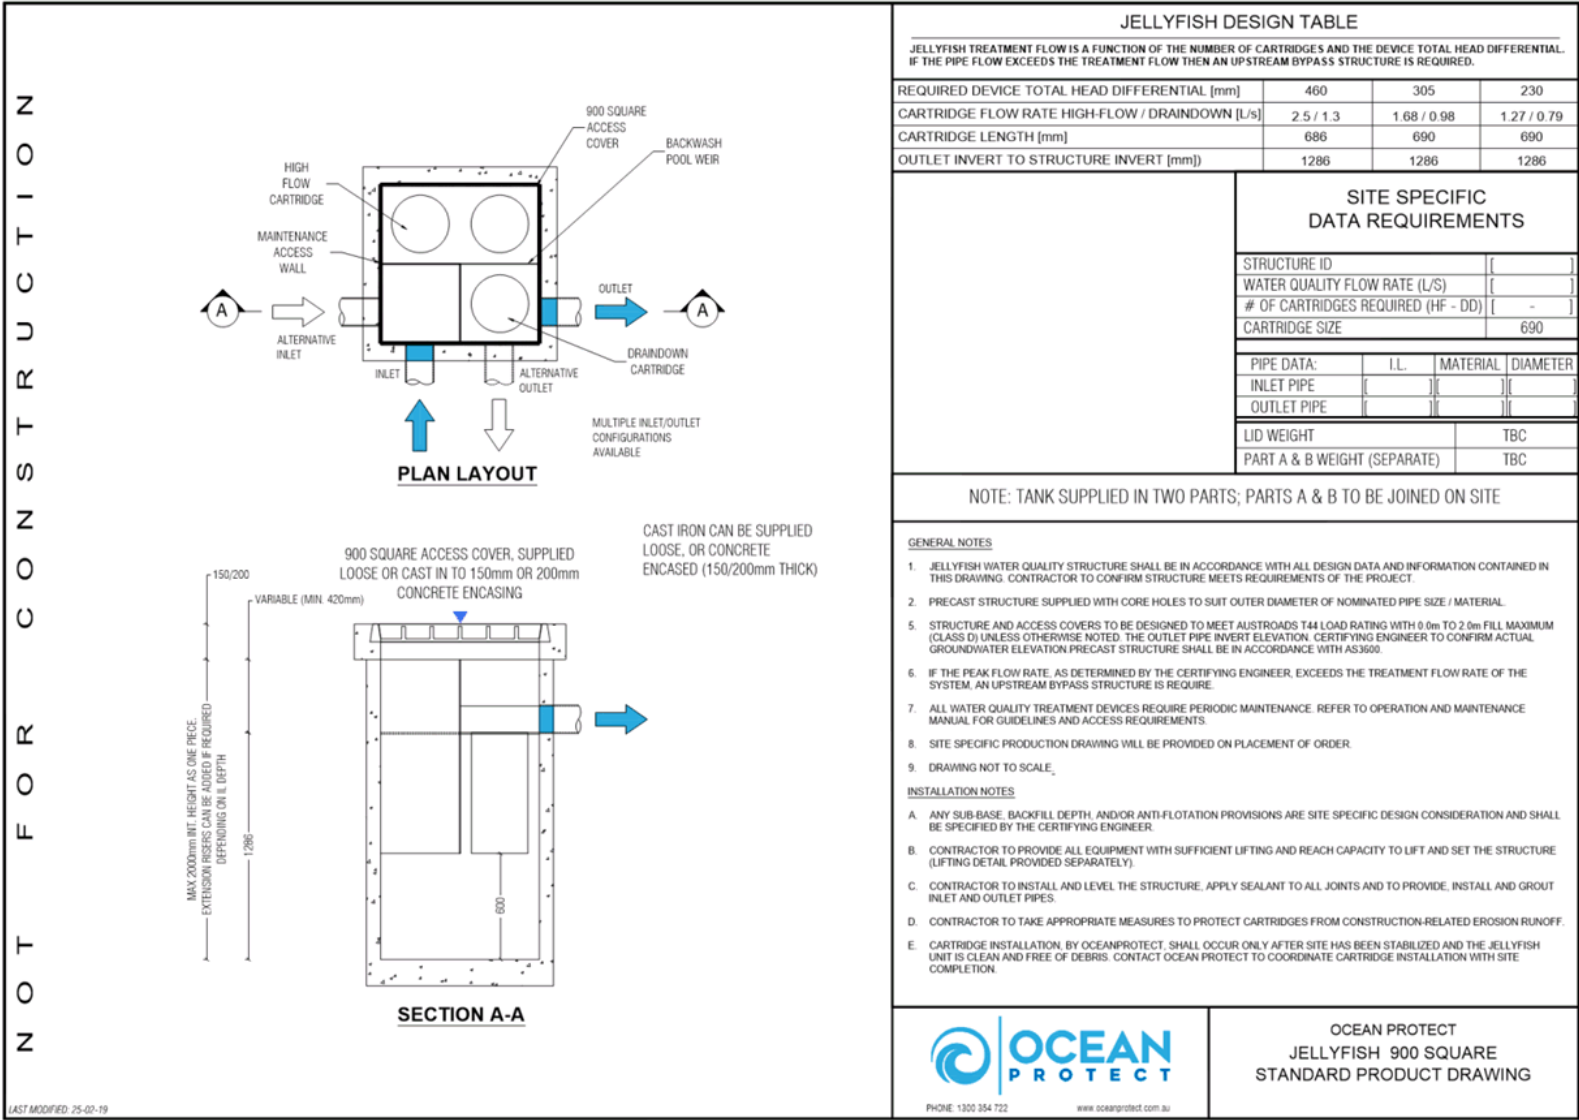 NOT FOR CONSTRUCTION
900 SQUARE
ACCESS
COVER
BACKWASH
POOL WEIR
HIGH
FLOW
CARTRIDGE
MAINTENANCE
ACCESS
WALL
A
ALTERNATIVE
INLET
OUTLET
A
DRAINDOWN
CARTRIDGE
INLET
ALTERNATIVE
OUTLET
MULTIPLE INLET/OUTLET
CONFIGURATIONS
AVAILABLE
PLAN LAYOUT
CAST IRON CAN BE SUPPLIED
LOOSE, OR CONCRETE
ENCASED (150/200mm THICK)
900 SQUARE ACCESS COVER, SUPPLIED
LOOSE OR CAST IN TO 150mm OR 200mm
CONCRETE ENCASING
150/200
VARIABLE (MIN. 420mm)
MAX 2000mm INT. HEIGHT AS ONE PIECE.
EXTENSION RISERS CAN BE ADDED IF REQUIRED
DEPENDING ON IL DEPTH
1286
600
SECTION A-A
LAST MODIFIED: 25-02-19
JELLYFISH DESIGN TABLE
JELLYFISH TREATMENT FLOW IS A FUNCTION OF THE NUMBER OF CARTRIDGES AND THE DEVICE TOTAL HEAD DIFFERENTIAL.
IF THE PIPE FLOW EXCEEDS THE TREATMENT FLOW THEN AN UPSTREAM BYPASS STRUCTURE IS REQUIRED.
REQUIRED DEVICE TOTAL HEAD DIFFERENTIAL [mm] 460 305 230
CARTRIDGE FLOW RATE HIGH-FLOW / DRAINDOWN [L/s] 2.5 / 1.3 1.68 / 0.98 1.27 / 0.79
CARTRIDGE LENGTH [mm] 686 690 690
OUTLET INVERT TO STRUCTURE INVERT [mm]) 1286 1286 1286
SITE SPECIFIC
DATA REQUIREMENTS
STRUCTURE ID [ ]
WATER QUALITY FLOW RATE (L/S) [ ]
# OF CARTRIDGES REQUIRED (HF - DD) [ - ]
CARTRIDGE SIZE 690
PIPE DATA: I.L. MATERIAL DIAMETER
INLET PIPE [ ] [ ] [ ]
OUTLET PIPE [ ] [ ] [ ]
LID WEIGHT TBC
PART A & B WEIGHT (SEPARATE) TBC
NOTE: TANK SUPPLIED IN TWO PARTS; PARTS A & B TO BE JOINED ON SITE
GENERAL NOTES
1. JELLYFISH WATER QUALITY STRUCTURE SHALL BE IN ACCORDANCE WITH ALL DESIGN DATA AND INFORMATION CONTAINED IN
THIS DRAWING. CONTRACTOR TO CONFIRM STRUCTURE MEETS REQUIREMENTS OF THE PROJECT.
2. PRECAST STRUCTURE SUPPLIED WITH CORE HOLES TO SUIT OUTER DIAMETER OF NOMINATED PIPE SIZE / MATERIAL.
5. STRUCTURE AND ACCESS COVERS TO BE DESIGNED TO MEET AUSTROADS T44 LOAD RATING WITH 0.0m TO 2.0m FILL MAXIMUM
(CLASS D) UNLESS OTHERWISE NOTED. THE OUTLET PIPE INVERT ELEVATION. CERTIFYING ENGINEER TO CONFIRM ACTUAL
GROUNDWATER ELEVATION.PRECAST STRUCTURE SHALL BE IN ACCORDANCE WITH AS3600.
6. IF THE PEAK FLOW RATE, AS DETERMINED BY THE CERTIFYING ENGINEER, EXCEEDS THE TREATMENT FLOW RATE OF THE
SYSTEM, AN UPSTREAM BYPASS STRUCTURE IS REQUIRE.
7. ALL WATER QUALITY TREATMENT DEVICES REQUIRE PERIODIC MAINTENANCE. REFER TO OPERATION AND MAINTENANCE
MANUAL FOR GUIDELINES AND ACCESS REQUIREMENTS.
8. SITE SPECIFIC PRODUCTION DRAWING WILL BE PROVIDED ON PLACEMENT OF ORDER.
9. DRAWING NOT TO SCALE
INSTALLATION NOTES
A. ANY SUB-BASE, BACKFILL DEPTH, AND/OR ANTI-FLOTATION PROVISIONS ARE SITE SPECIFIC DESIGN CONSIDERATION AND SHALL
BE SPECIFIED BY THE CERTIFYING ENGINEER.
B. CONTRACTOR TO PROVIDE ALL EQUIPMENT WITH SUFFICIENT LIFTING AND REACH CAPACITY TO LIFT AND SET THE STRUCTURE
(LIFTING DETAIL PROVIDED SEPARATELY).
C. CONTRACTOR TO INSTALL AND LEVEL THE STRUCTURE, APPLY SEALANT TO ALL JOINTS AND TO PROVIDE, INSTALL AND GROUT
INLET AND OUTLET PIPES.
D. CONTRACTOR TO TAKE APPROPRIATE MEASURES TO PROTECT CARTRIDGES FROM CONSTRUCTION-RELATED EROSION RUNOFF.
E. CARTRIDGE INSTALLATION, BY OCEANPROTECT, SHALL OCCUR ONLY AFTER SITE HAS BEEN STABILIZED AND THE JELLYFISH
UNIT IS CLEAN AND FREE OF DEBRIS. CONTACT OCEAN PROTECT TO COORDINATE CARTRIDGE INSTALLATION WITH SITE
COMPLETION.
OCEAN
PROTECT
PHONE: 1300 354 722 www.oceanprotect.com.au
OCEAN PROTECT
JELLYFISH 900 SQUARE
STANDARD PRODUCT DRAWING